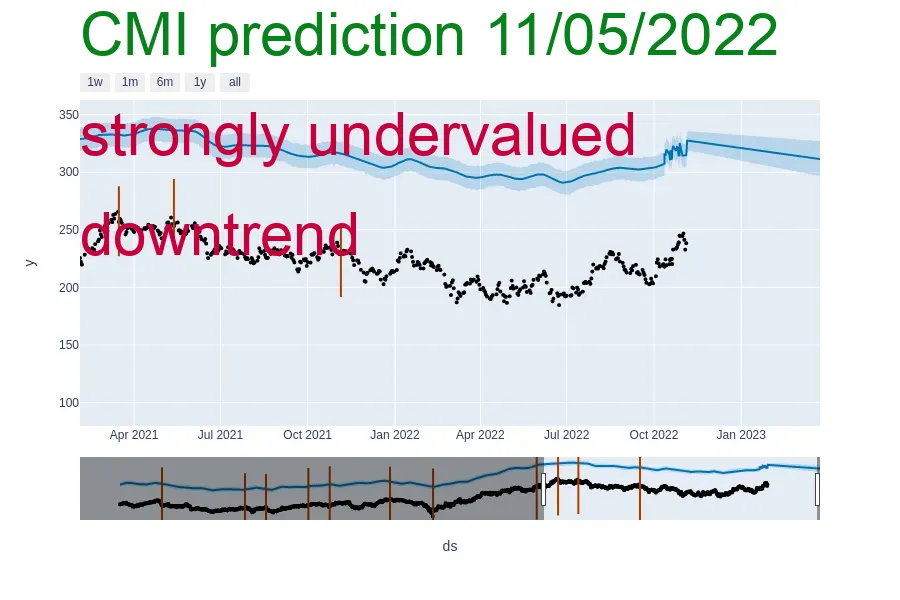 CMI prediction 11/05/2022
1w 1m 6m 1y all
350
strongly undervalued
300
250
downtrend
y
200
150
100
Apr 2021 Jul 2021 Oct 2021 Jan 2022 Apr 2022 Jul 2022 Oct 2022 Jan 2023
ds